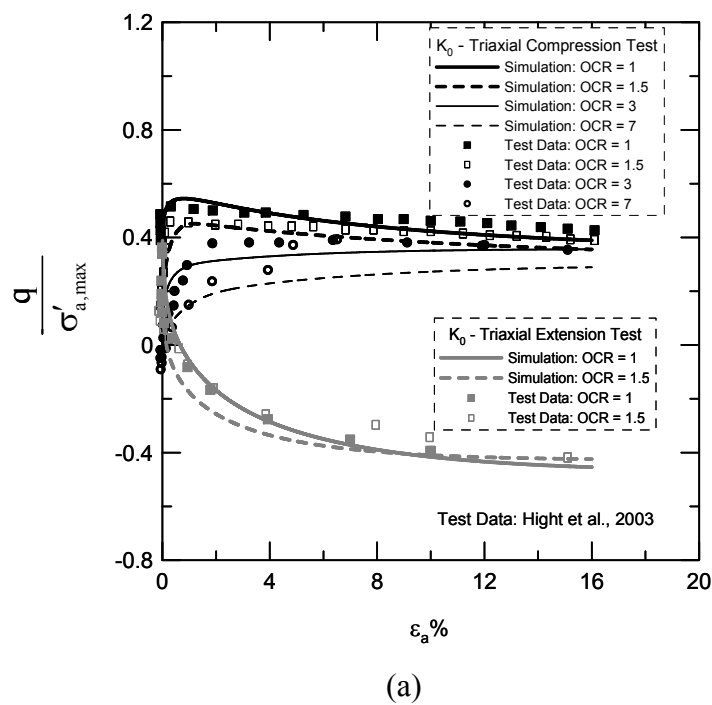 1.2
0.8
0.4
0
-0.4
-0.8
q
σ′a,max
K0 - Triaxial Compression Test
Simulation: OCR = 1
Simulation: OCR = 1.5
Simulation: OCR = 3
Simulation: OCR = 7
Test Data: OCR = 1
Test Data: OCR = 1.5
Test Data: OCR = 3
Test Data: OCR = 7
K0 - Triaxial Extension Test
Simulation: OCR = 1
Simulation: OCR = 1.5
Test Data: OCR = 1
Test Data: OCR = 1.5
Test Data: Hight et al., 2003
0 4 8 12 16 20
εa%
(a)